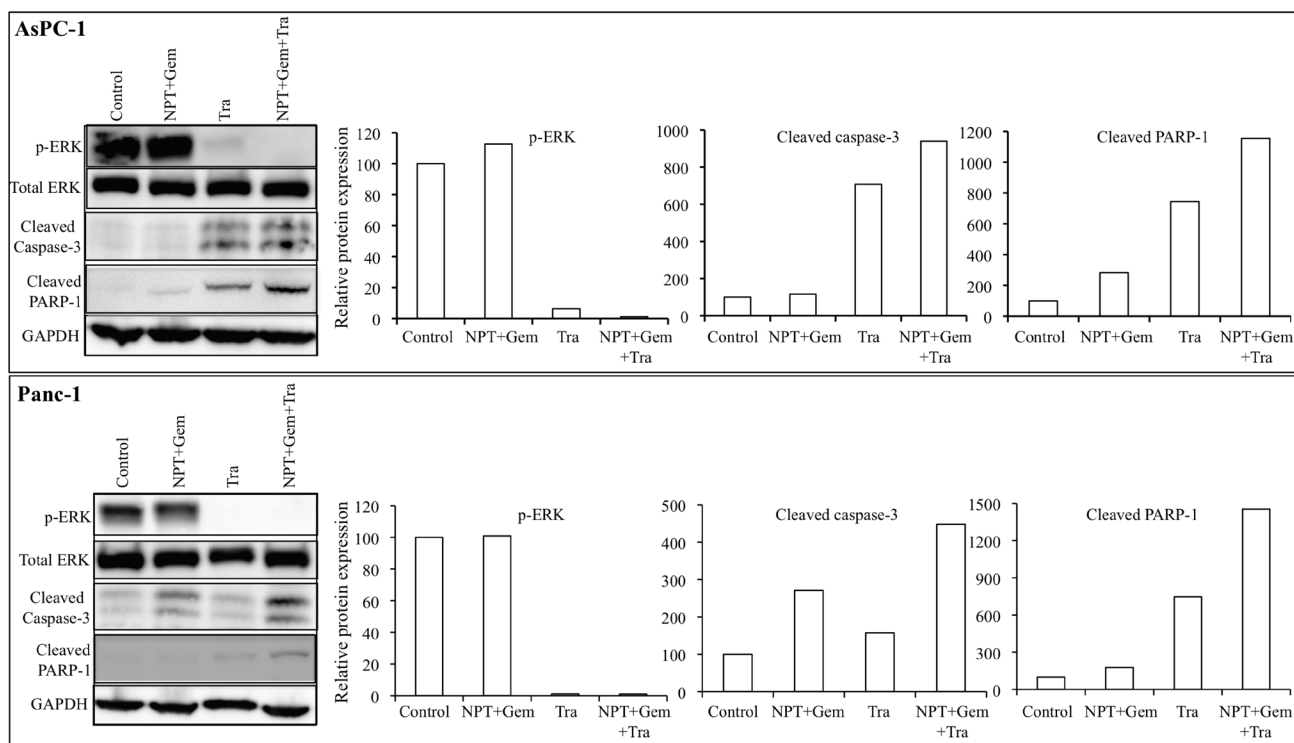 AsPC-1
Control
NPT+Gem
Tra
NPT+Gem+Tra
p-ERK
Total ERK
Cleaved
Caspase-3
Cleaved
PARP-1
GAPDH
Relative protein expression
p-ERK
120
100
80
60
40
20
0
Control NPT+Gem Tra NPT+Gem
+Tra
Cleaved caspase-3
1000
800
600
400
200
0
Control NPT+Gem Tra NPT+Gem
+Tra
Cleaved PARP-1
1200
1000
800
600
400
200
0
Control NPT+Gem Tra NPT+Gem
+Tra
Panc-1
Control
NPT+Gem
Tra
NPT+Gem+Tra
p-ERK
Total ERK
Cleaved
Caspase-3
Cleaved
PARP-1
GAPDH
Relative protein expression
p-ERK
120
100
80
60
40
20
0
Control NPT+Gem Tra NPT+Gem
+Tra
Cleaved caspase-3
500
400
300
200
100
0
Control NPT+Gem Tra NPT+Gem
+Tra
Cleaved PARP-1
1500
1200
900
600
300
0
Control NPT+Gem Tra NPT+Gem
+Tra